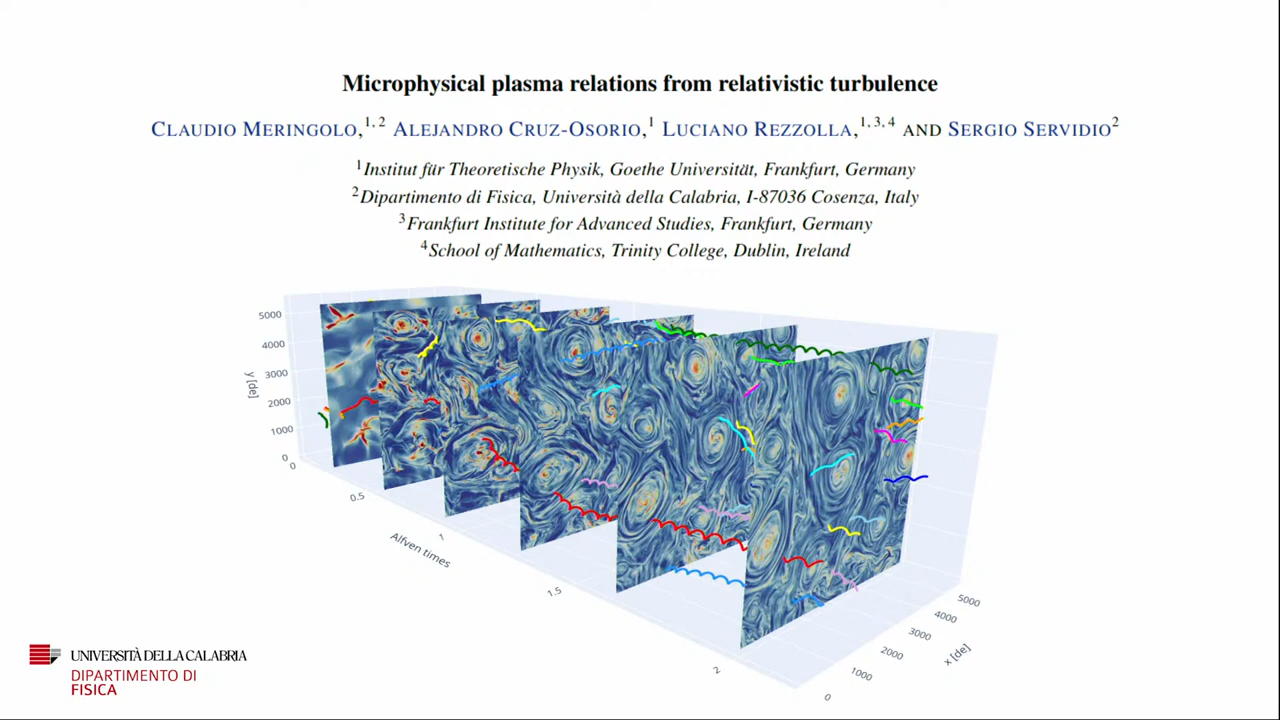 Microphysical plasma relations from relativistic turbulence
CLAUDIO MERINGOLO,1,2 ALEJANDRO CRUZ-OSORIO,1 LUCIANO REZZOLLA,1,3,4 AND SERGIO SERVIDIO2
1Institut für Theoretische Physik, Goethe Universität, Frankfurt, Germany
2Dipartimento di Fisica, Università della Calabria, I-87036 Cosenza, Italy
3Frankfurt Institute for Advanced Studies, Frankfurt, Germany
4School of Mathematics, Trinity College, Dublin, Ireland
5000
4000
3000
2000
1000
0
y [de]
0
0.5
1
1.5
2
Alfven times
5000
4000
3000
2000
1000
0
x [de]
UNIVERSITÀ DELLA CALABRIA
DIPARTIMENTO DI
FISICA